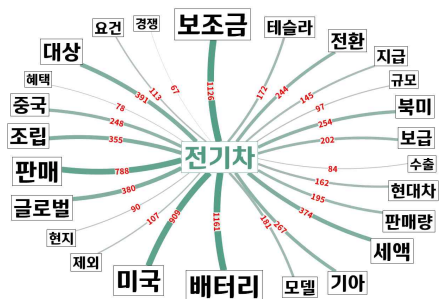 경쟁
요건
보조금
테슬라
전환
대상
지급
혜택
규모
중국
북미
조립
보급
판매
전기차
수출
글로벌
현대차
현지
판매량
제외
세액
미국
배터리
모델
기아
67
113
391
1126
172
244
145
97
78
248
254
355
202
788
84
380
162
90
195
107
374
909
1161
181
267